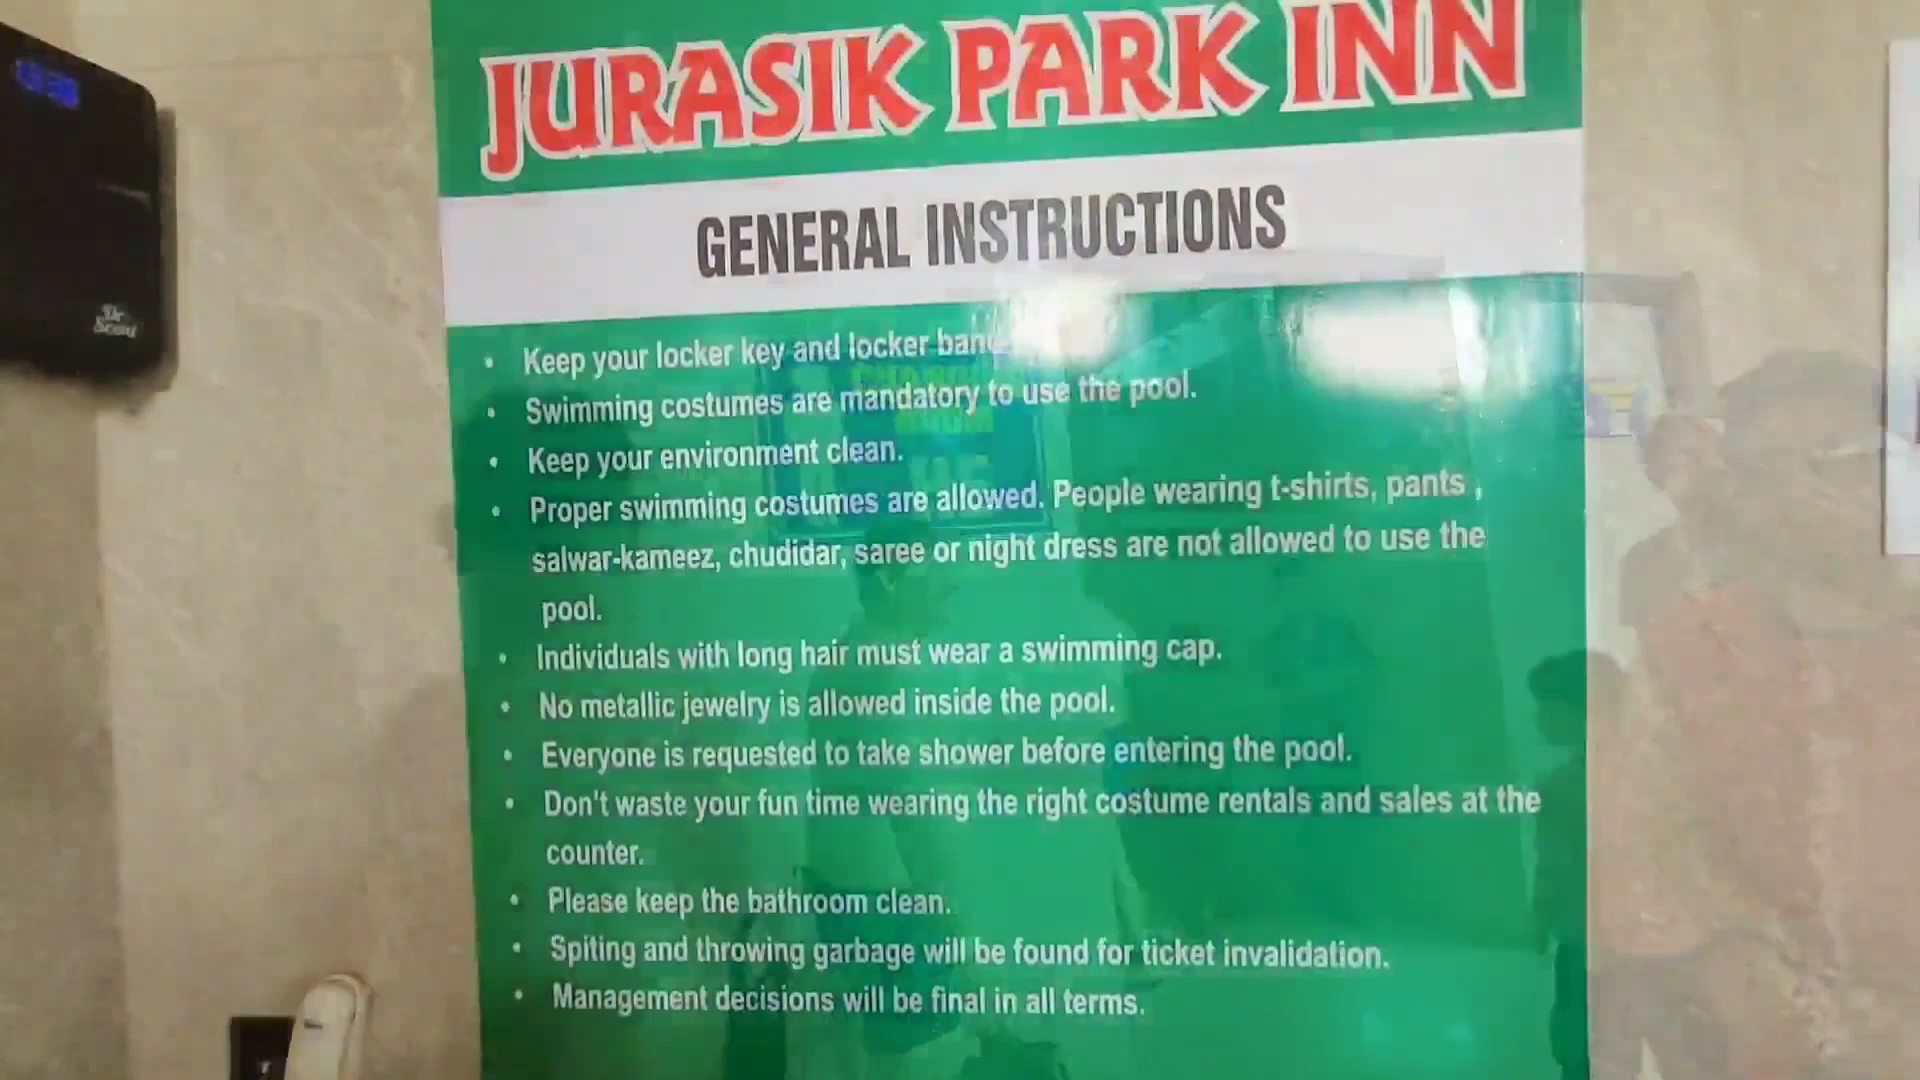 JURASIK PARK INN
GENERAL INSTRUCTIONS
• Keep your locker key and locker band
• Swimming costumes are mandatory to use the pool.
• Keep your environment clean.
• Proper swimming costumes are allowed. People wearing t-shirts, pants ,
salwar-kameez, chudidar, saree or night dress are not allowed to use the
pool.
• Individuals with long hair must wear a swimming cap.
• No metallic jewelry is allowed inside the pool.
• Everyone is requested to take shower before entering the pool.
• Don't waste your fun time wearing the right costume rentals and sales at the
counter.
• Please keep the bathroom clean.
• Spiting and throwing garbage will be found for ticket invalidation.
• Management decisions will be final in all terms.
Dr
Scent